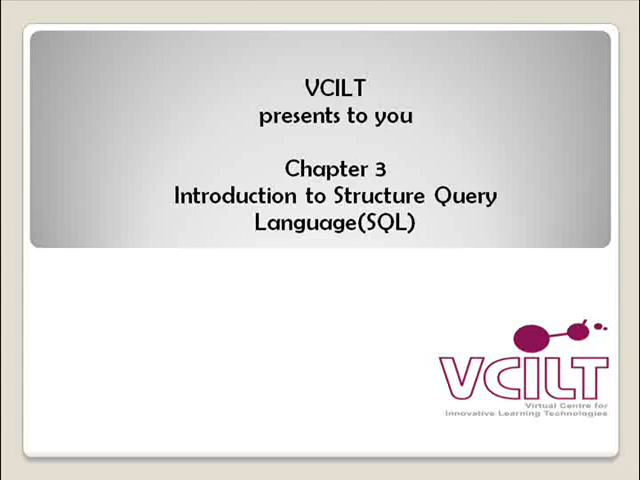 VCILT
presents to you
Chapter 3
Introduction to Structure Query
Language(SQL)
VCILT
Virtual Centre for
Innovative Learning Technologies